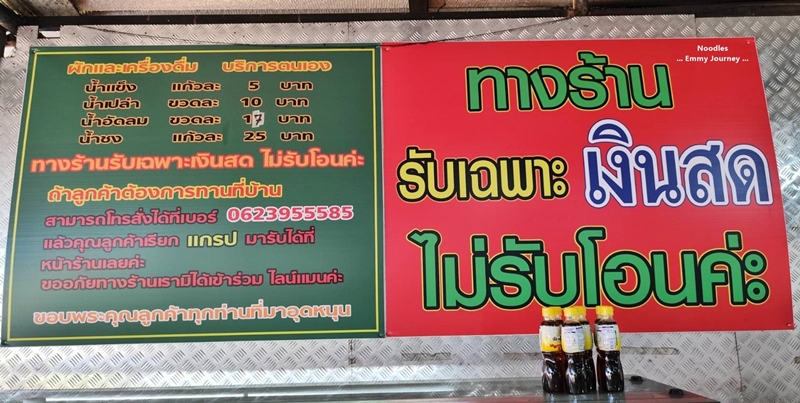 ผักและเครื่องดื่ม บริการตนเอง
น้ำแข็ง แก้วละ 5 บาท
น้ำเปล่า ขวดละ 10 บาท
น้ำอัดลม ขวดละ 17 บาท
น้ำชง แก้วละ 25 บาท
ทางร้านรับเฉพาะเงินสด ไม่รับโอนค่ะ
ถ้าลูกค้าต้องการทานที่บ้าน
สามารถโทรสั่งได้ที่เบอร์ 0623955585
แล้วคุณลูกค้าเรียก แกรป มารับได้ที่
หน้าร้านเลยค่ะ
ขออภัยทางร้านเรามิได้เข้าร่วม ไลน์แมนค่ะ
ขอบพระคุณลูกค้าทุกท่านที่มาอุดหนุน
Noodles
... Emmy Journey ...
ทางร้าน
รับเฉพาะ เงินสด
ไม่รับโอนค่ะ